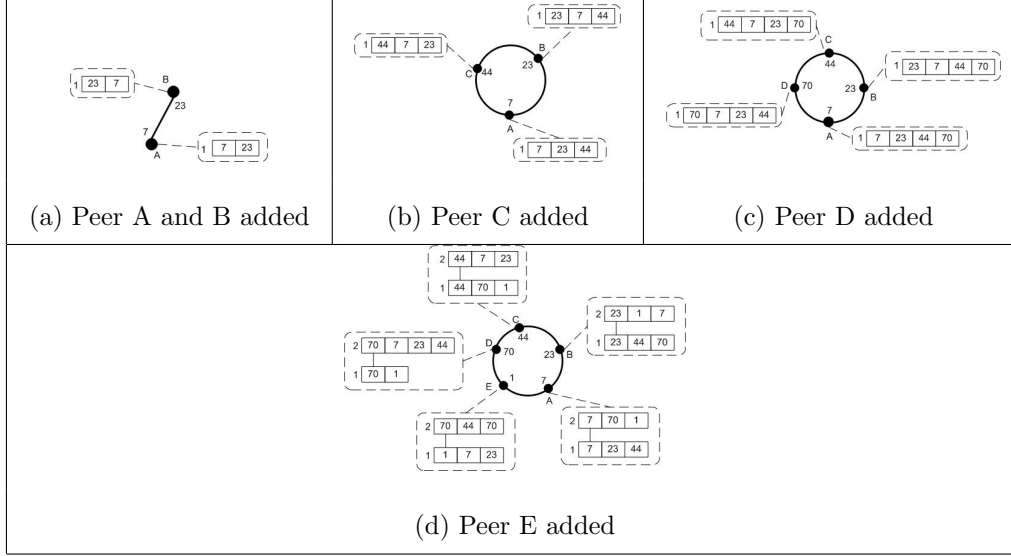 B
1 23 7
23
7
A
1 7 23
(a) Peer A and B added
1 23 7 44
1 44 7 23
B
23
C 44
7
A
1 7 23 44
(b) Peer C added
1 44 7 23 70
C
44
1 23 7 44 70
D 70
23 B
1 70 7 23 44
7
A
1 7 23 44 70
(c) Peer D added
2 44 7 23
1 44 70 1
C
44
2 23 1 7
1 23 44 70
D
70
23 B
2 70 7 23 44
1 70 1
E
1
7
A
2 70 44 70
1 1 7 23
2 7 70 1
1 7 23 44
(d) Peer E added